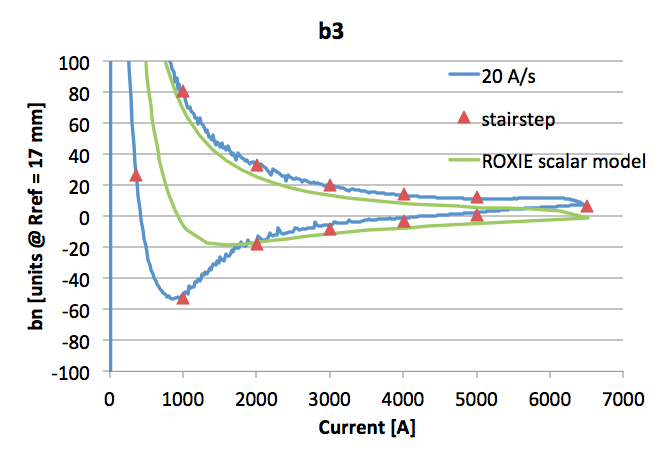 b3
bn [units @ Rref = 17 mm]
100
80
60
40
20
0
-20
-40
-60
-80
-100
20 A/s
stairstep
ROXIE scalar model
0 1000 2000 3000 4000 5000 6000 7000
Current [A]